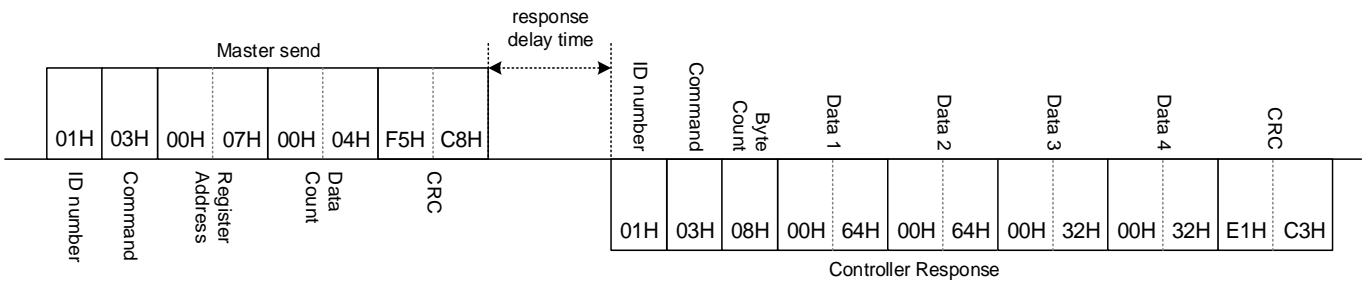 response
delay time
Master send
01H 03H 00H 07H 00H 04H F5H C8H
ID number
Command
Register
Address
Data
Count
CRC
ID number
Command
Byte
Count
Data 1
Data 2
Data 3
Data 4
CRC
01H 03H 08H 00H 64H 00H 64H 00H 32H 00H 32H E1H C3H
Controller Response